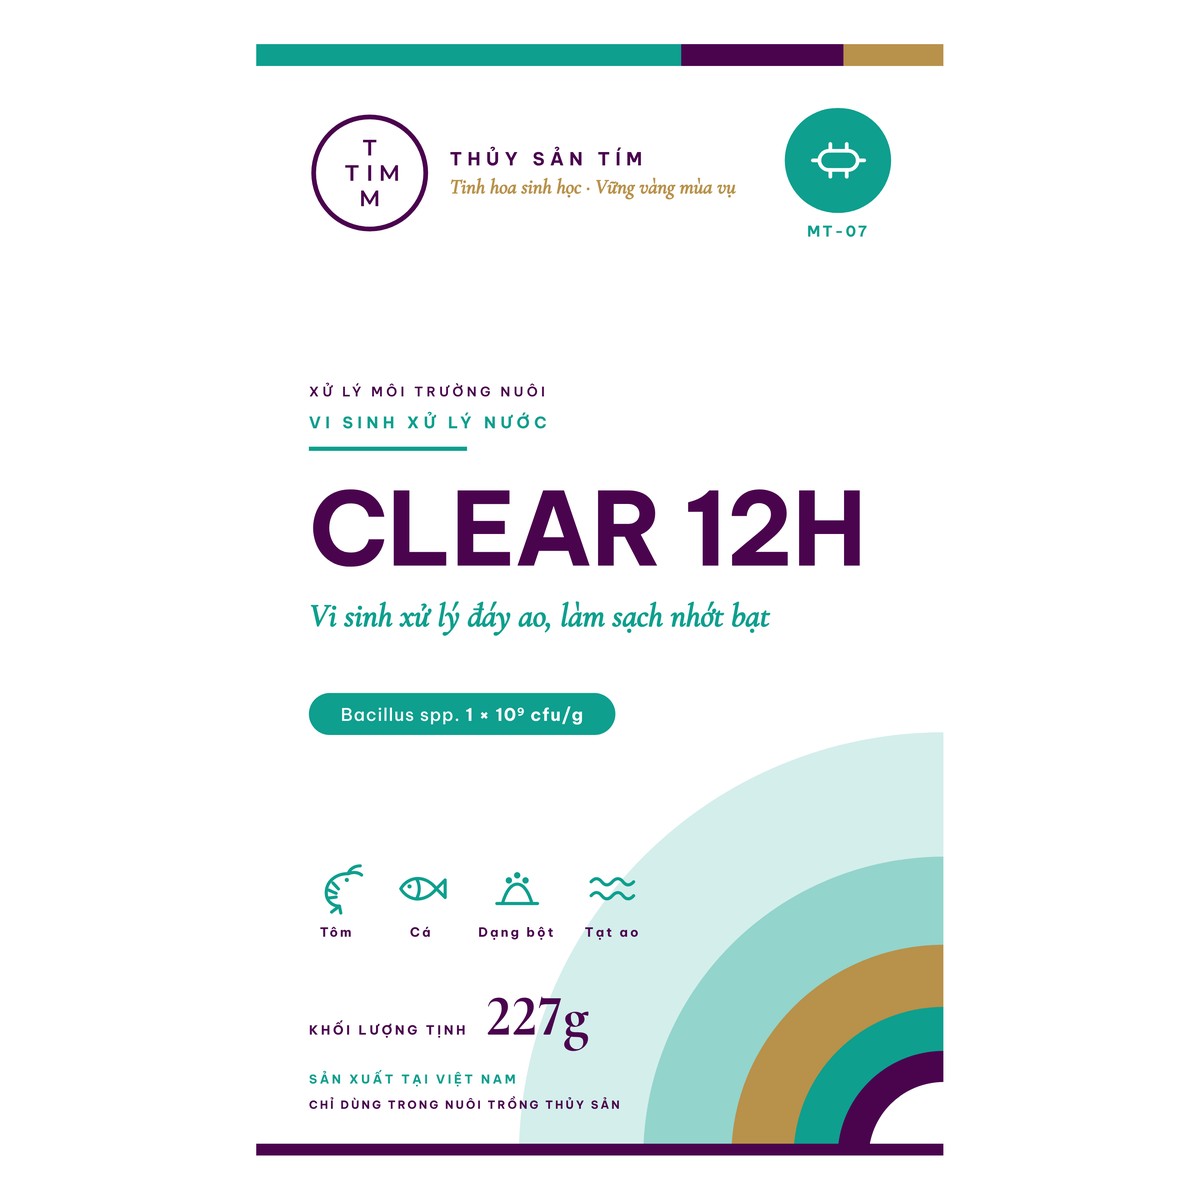 T
TIM
M
THỦY SẢN TÍM
Tinh hoa sinh học · Vững vàng mùa vụ
MT-07
XỬ LÝ MÔI TRƯỜNG NUÔI
VI SINH XỬ LÝ NƯỚC
CLEAR 12H
Vi sinh xử lý đáy ao, làm sạch nhớt bạt
Bacillus spp. 1 × 10⁹ cfu/g
Tôm Cá Dạng bột Tạt ao
KHỐI LƯỢNG TỊNH 227g
SẢN XUẤT TẠI VIỆT NAM
CHỈ DÙNG TRONG NUÔI TRỒNG THỦY SẢN